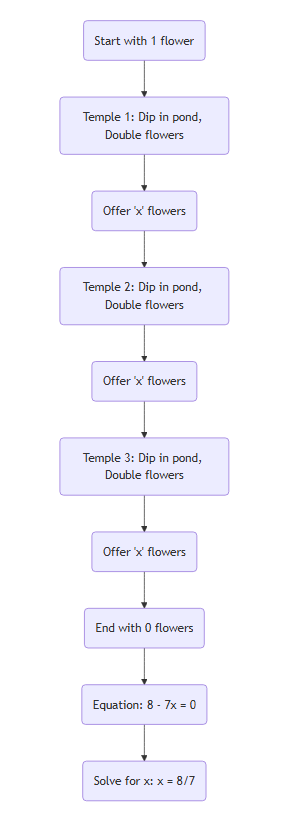 Start with 1 flower
Temple 1: Dip in pond,
Double flowers
Offer 'x' flowers
Temple 2: Dip in pond,
Double flowers
Offer 'x' flowers
Temple 3: Dip in pond,
Double flowers
Offer 'x' flowers
End with 0 flowers
Equation: 8 - 7x = 0
Solve for x: x = 8/7